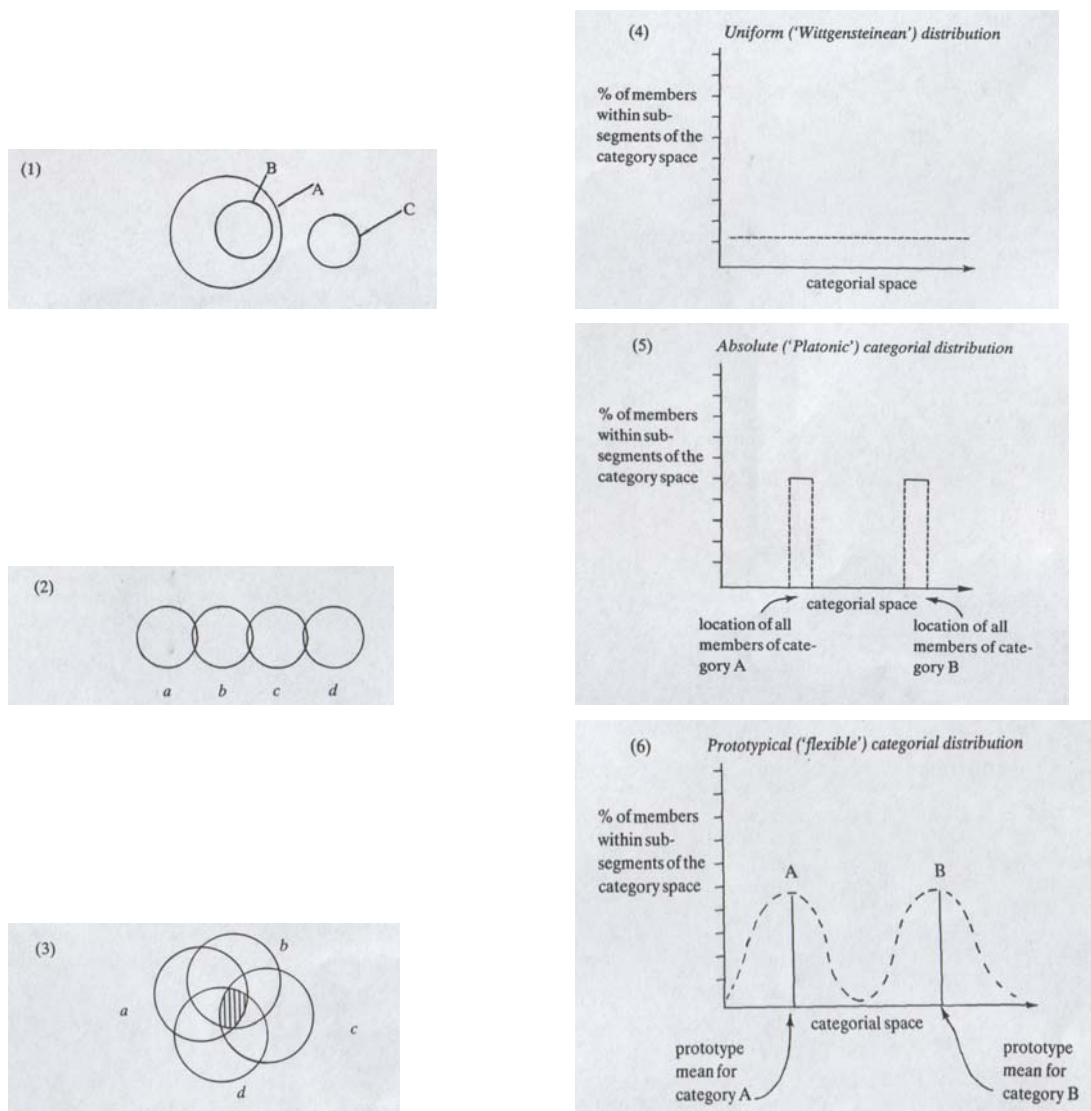 (1)
B
A
C
(2)
a b c d
(3)
b
a
c
d
(4) Uniform (‘Wittgensteinean’) distribution
% of members
within sub-
segments of the
category space
categorial space
(5) Absolute (‘Platonic’) categorial distribution
% of members
within sub-
segments of the
category space
categorial space
location of all
members of cate-
gory A
location of all
members of cate-
gory B
(6) Prototypical (‘flexible’) categorial distribution
% of members
within sub-
segments of the
category space
A
B
categorial space
prototype
mean for
category A
prototype
mean for
category B